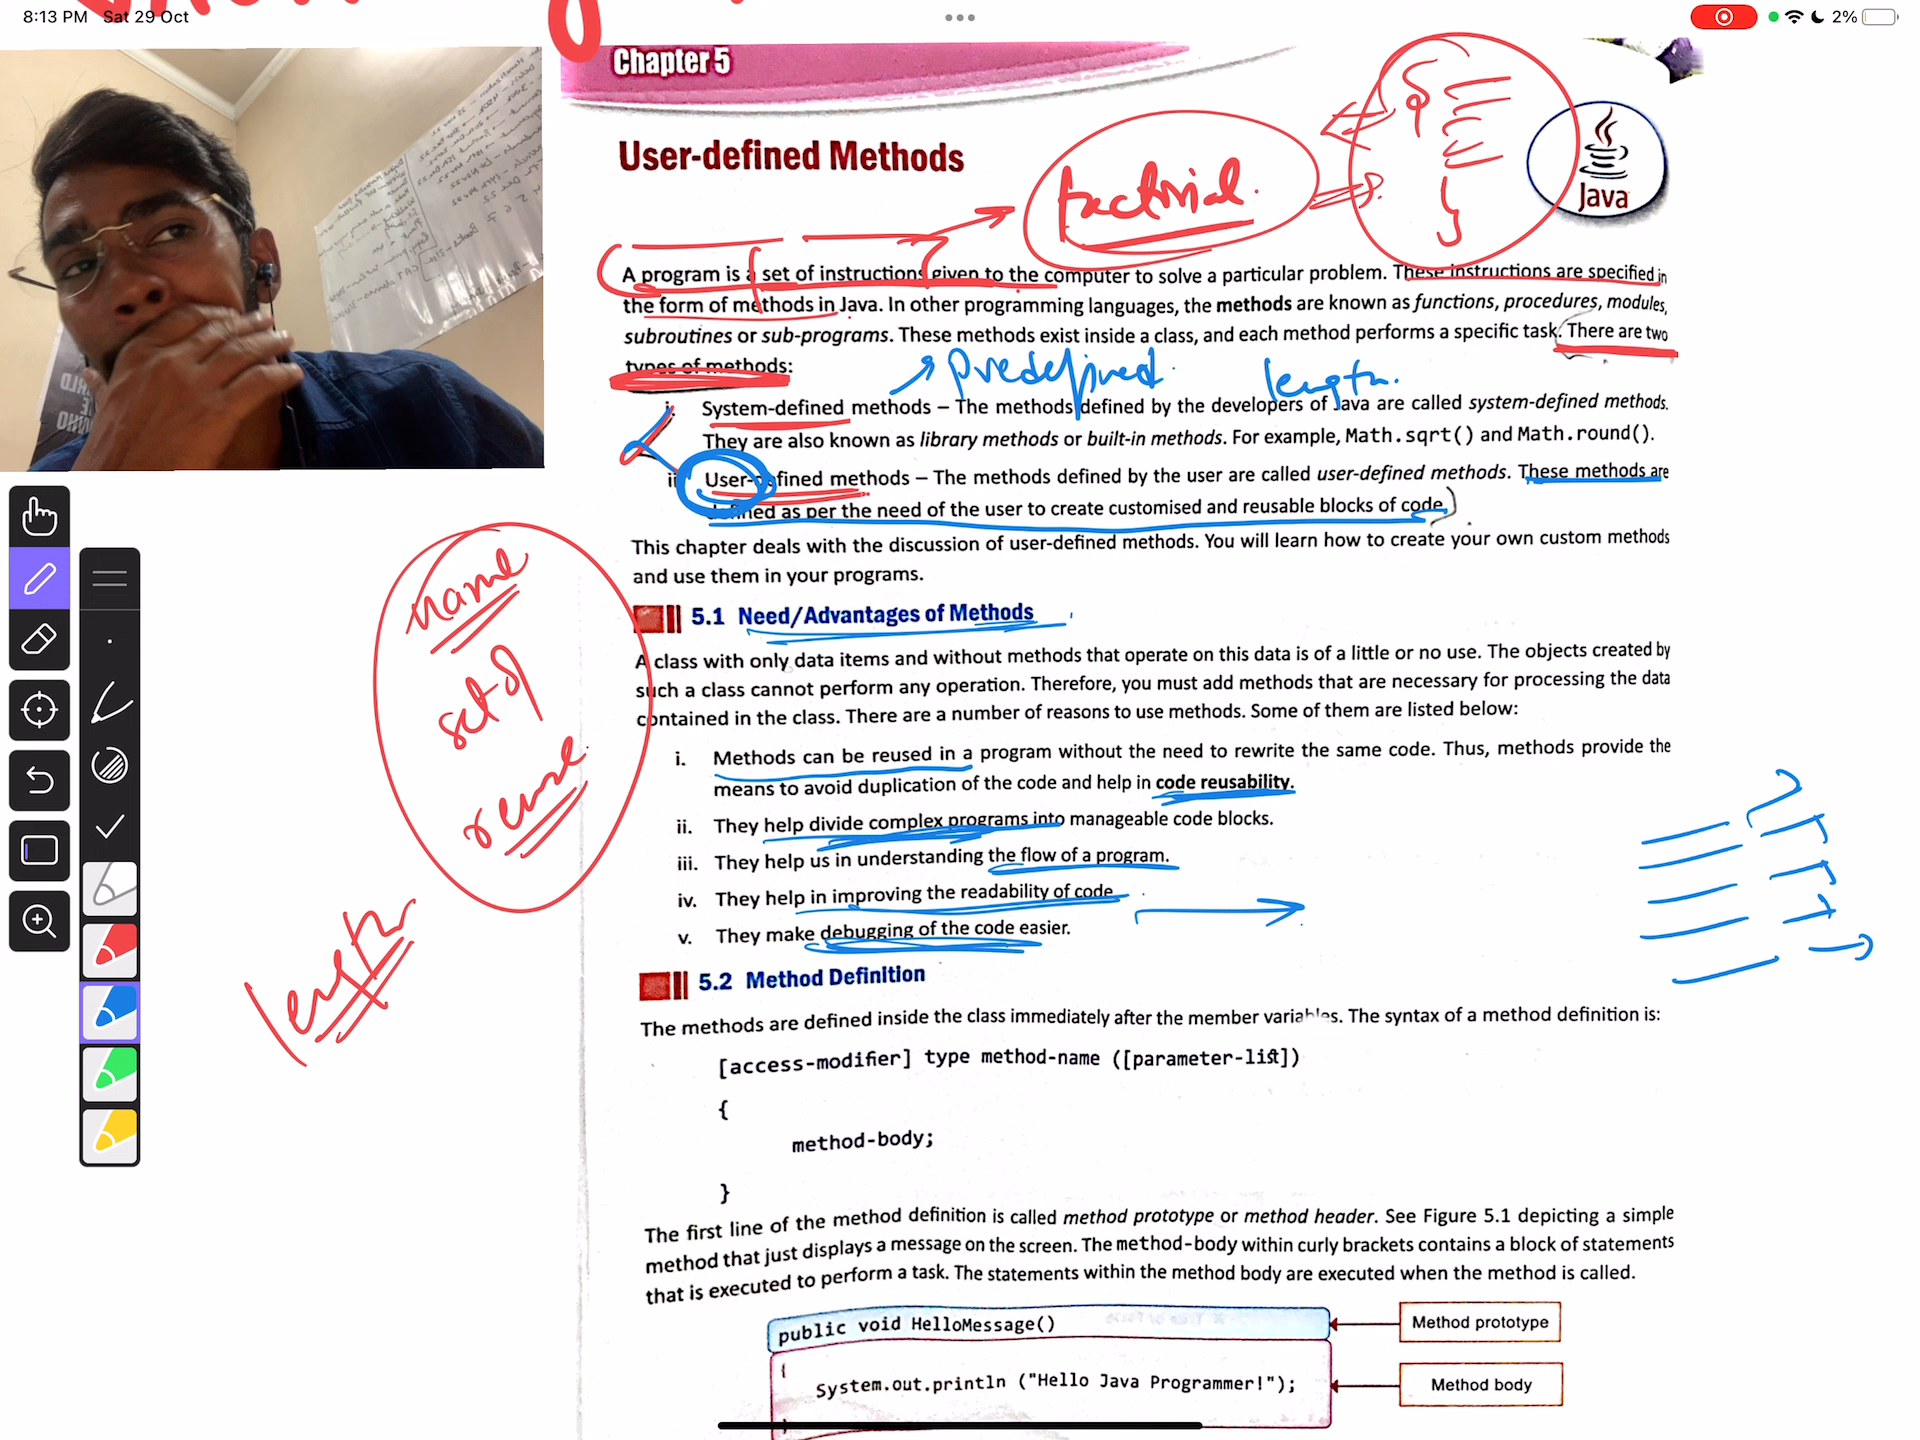 8:13 PM Sat 29 Oct
2%
Chapter 5
User-defined Methods
factorial.
Java
A program is a set of instructions given to the computer to solve a particular problem. These instructions are specified in
the form of methods in Java. In other programming languages, the methods are known as functions, procedures, modules,
subroutines or sub-programs. These methods exist inside a class, and each method performs a specific task. There are two
types of methods:
predefined.
length.
i. System-defined methods – The methods defined by the developers of Java are called system-defined methods.
They are also known as library methods or built-in methods. For example, Math.sqrt() and Math.round().
ii. User-defined methods – The methods defined by the user are called user-defined methods. These methods are
defined as per the need of the user to create customised and reusable blocks of code.
This chapter deals with the discussion of user-defined methods. You will learn how to create your own custom methods
and use them in your programs.
name
set of
reuse
length
5.1 Need/Advantages of Methods
A class with only data items and without methods that operate on this data is of a little or no use. The objects created by
such a class cannot perform any operation. Therefore, you must add methods that are necessary for processing the data
contained in the class. There are a number of reasons to use methods. Some of them are listed below:
i. Methods can be reused in a program without the need to rewrite the same code. Thus, methods provide the
means to avoid duplication of the code and help in code reusability.
ii. They help divide complex programs into manageable code blocks.
iii. They help us in understanding the flow of a program.
iv. They help in improving the readability of code.
v. They make debugging of the code easier.
5.2 Method Definition
The methods are defined inside the class immediately after the member variables. The syntax of a method definition is:
[access-modifier] type method-name ([parameter-list])
{
method-body;
}
The first line of the method definition is called method prototype or method header. See Figure 5.1 depicting a simple
method that just displays a message on the screen. The method-body within curly brackets contains a block of statements
that is executed to perform a task. The statements within the method body are executed when the method is called.
public void HelloMessage()
Method prototype
{
System.out.println ("Hello Java Programmer!");
Method body
}